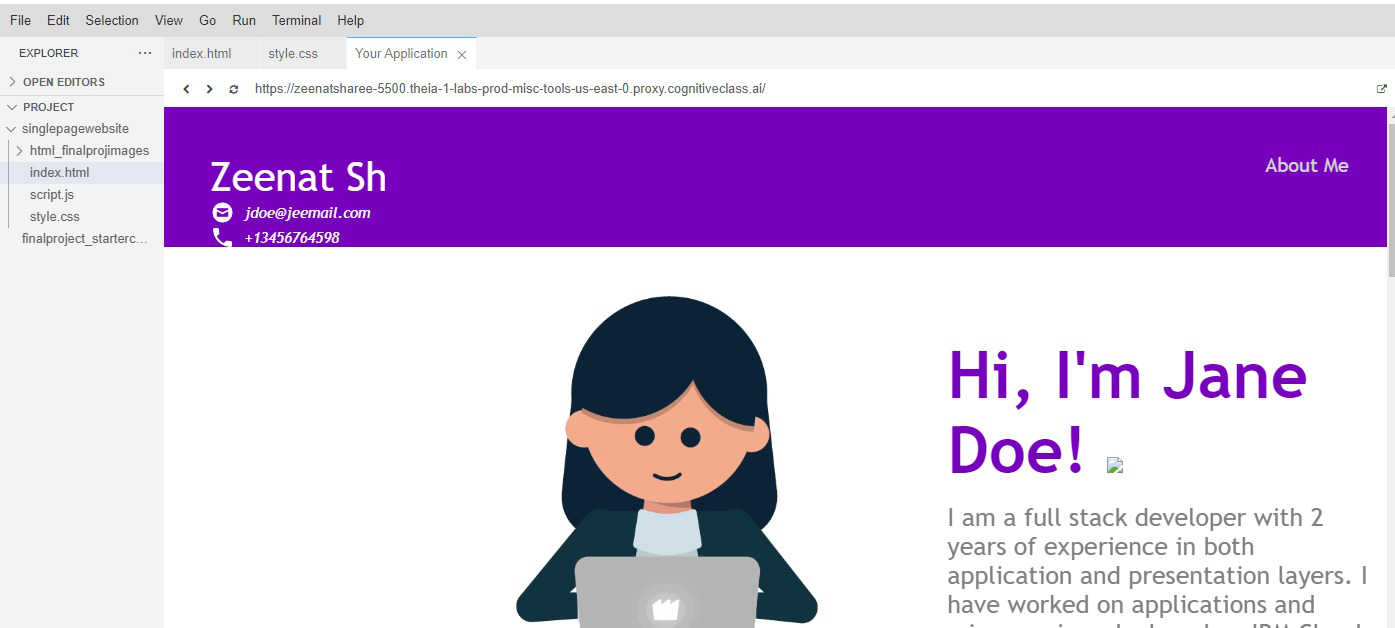 File Edit Selection View Go Run Terminal Help
EXPLORER ...
index.html style.css Your Application
OPEN EDITORS
https://zeenatsharee-5500.theia-1-labs-prod-misc-tools-us-east-0.proxy.cognitiveclass.ai/
PROJECT
singlepagewebsite
html_finalprojimages
index.html
script.js
style.css
finalproject_starterc...
Zeenat Sh
jdoe@jeemail.com
+13456764598
About Me
Hi, I'm Jane
Doe!
I am a full stack developer with 2
years of experience in both
application and presentation layers. I
have worked on applications and